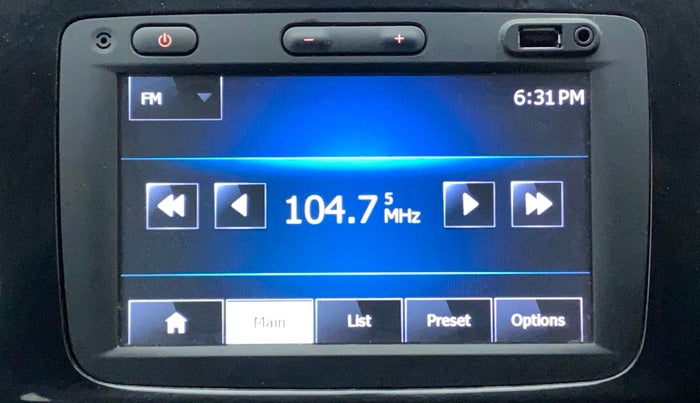 FM
6:31 PM
104.7 5 MHz
Main
List
Preset
Options